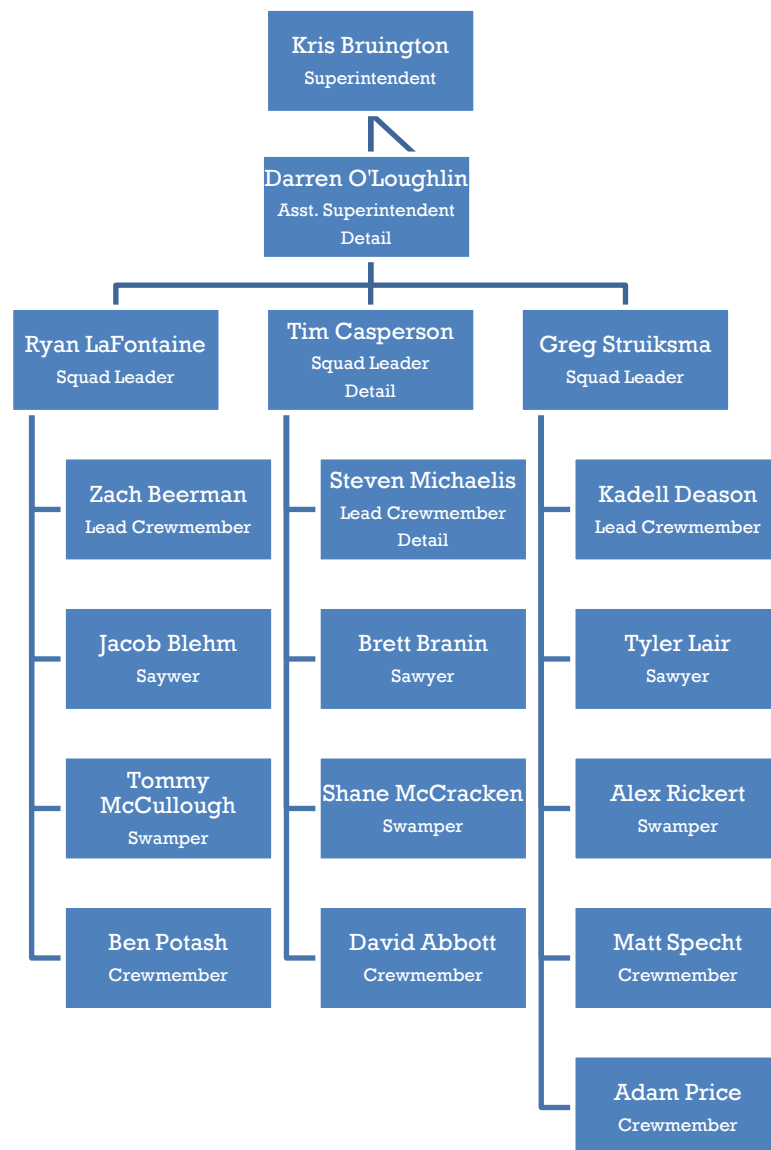 Kris Bruington
Superintendent
Darren O'Loughlin
Asst. Superintendent
Detail
Ryan LaFontaine
Squad Leader
Tim Casperson
Squad Leader
Detail
Greg Struiksma
Squad Leader
Zach Beerman
Lead Crewmember
Steven Michaelis
Lead Crewmember
Detail
Kadell Deason
Lead Crewmember
Jacob Blehm
Saywer
Brett Branin
Sawyer
Tyler Lair
Sawyer
Tommy
McCullough
Swamper
Shane McCracken
Swamper
Alex Rickert
Swamper
Ben Potash
Crewmember
David Abbott
Crewmember
Matt Specht
Crewmember
Adam Price
Crewmember